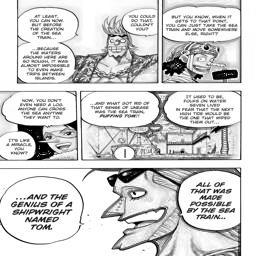 BUT YOU KNOW, WHEN IT
GETS TO THAT POINT,
YOU CAN JUST TAKE THE
SEA TRAIN AND MOVE
SOMEWHERE ELSE,
RIGHT?
YOU COULD
DO THAT,
COULDN'T
YOU?
AT LEAST,
YOU CAN NOW.
BUT BEFORE
THE CREATION
OF THE SEA
TRAIN...
...BECAUSE
THE WATERS
AROUND HERE ARE
SO ROUGH, IT WAS
NEXT IMPOSSIBLE
TO EVEN MAKE
TRIPS BETWEEN
ISLANDS.
IT USED TO BE,
FOLKS ON WATER
SEVEN LIVED
IN FEAR THAT THE NEXT
HIGH TIDE WOULD BE
THE ONE THAT WIPED
THEM OUT...
...AND WHAT GOT RID OF
THAT SENSE OF UNEASE
WAS THE SEA TRAIN,
PUFFING TOM!
NOW, YOU DON'T
EVEN NEED A LOG.
ANYONE CAN CROSS
THE SEA ANYTIME
THEY WANT TO.
IT'S LIKE
A MIRACLE,
YOU
KNOW?
ALL OF
THAT WAS
MADE
POSSIBLE
BY THE SEA
TRAIN...
...AND THE
GENIUS OF A
SHIPWRIGHT
NAMED
TOM.